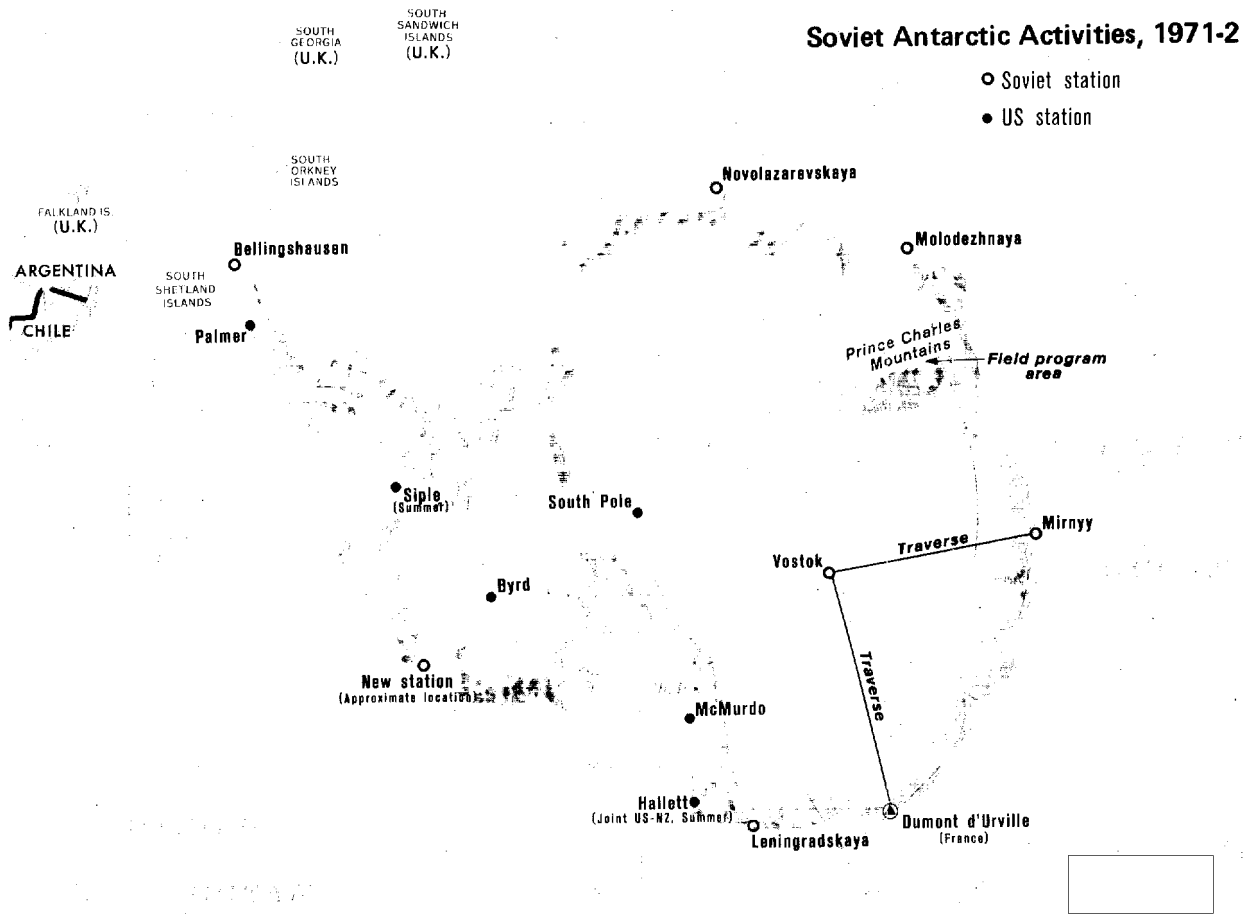 SOUTH
SANDWICH
ISLANDS
(U.K.)
SOUTH
GEORGIA
(U.K.)
Soviet Antarctic Activities, 1971-2
Soviet station
US station
SOUTH
ORKNEY
ISLANDS
Novolazarevskaya
FALKLAND IS.
(U.K.)
Molodezhnaya
Bellingshausen
ARGENTINA
SOUTH
SHETLAND
ISLANDS
CHILE
Palmer
Prince Charles
Mountains
Field program
area
Siple
(Summer)
South Pole
Mirnyy
Traverse
Vostok
Byrd
New station
(Approximate location)
Traverse
McMurdo
Hallett
(Joint US-NZ, Summer)
Dumont d'Urville
(France)
Leningradskaya